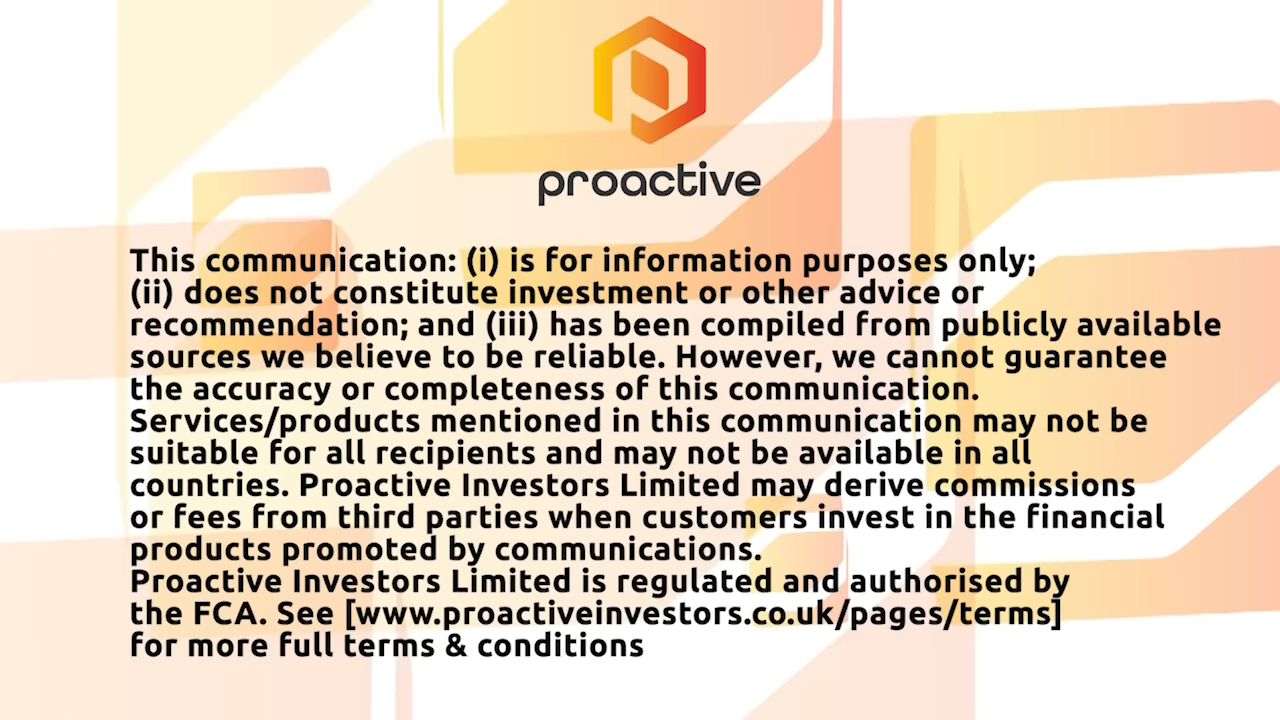 proactive
This communication: (i) is for information purposes only;
(ii) does not constitute investment or other advice or
recommendation; and (iii) has been compiled from publicly available
sources we believe to be reliable. However, we cannot guarantee
the accuracy or completeness of this communication.
Services/products mentioned in this communication may not be
suitable for all recipients and may not be available in all
countries. Proactive Investors Limited may derive commissions
or fees from third parties when customers invest in the financial
products promoted by communications.
Proactive Investors Limited is regulated and authorised by
the FCA. See [www.proactiveinvestors.co.uk/pages/terms]
for more full terms & conditions